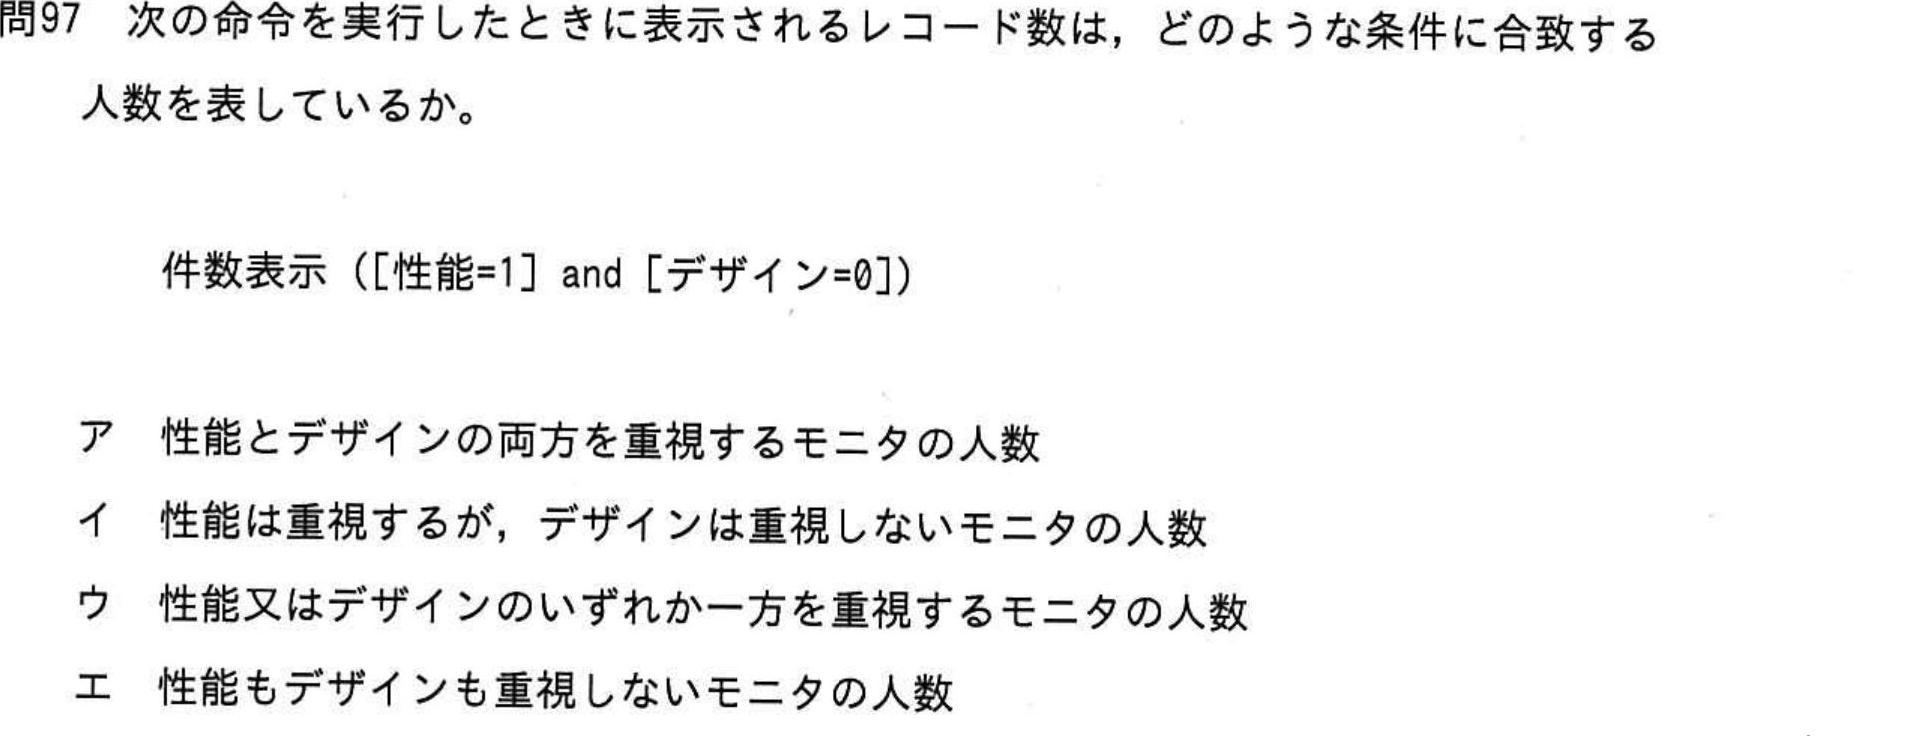 問97　次の命令を実行したときに表示されるレコード数は，どのような条件に合致する
人数を表しているか。
件数表示（[性能=1] and [デザイン=0]）
ア　性能とデザインの両方を重視するモニタの人数
イ　性能は重視するが，デザインは重視しないモニタの人数
ウ　性能又はデザインのいずれか一方を重視するモニタの人数
エ　性能もデザインも重視しないモニタの人数